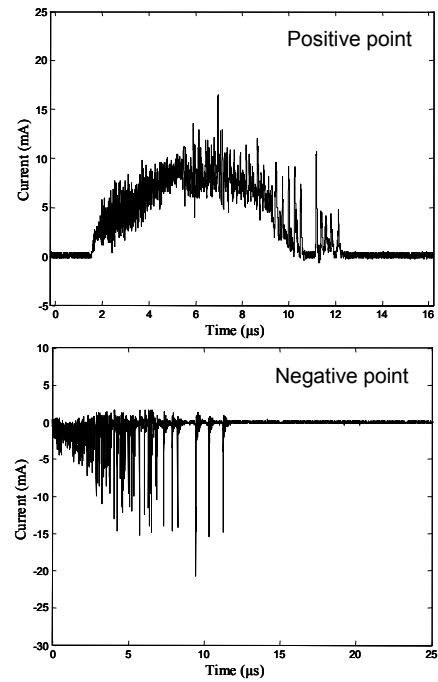 Positive point
25
20
15
10
5
0
-5
Current (mA)
0 2 4 6 8 10 12 14 16
Time (μs)
Negative point
10
5
0
-5
-10
-15
-20
-25
-30
Current (mA)
0 5 10 15 20 25
Time (μs)